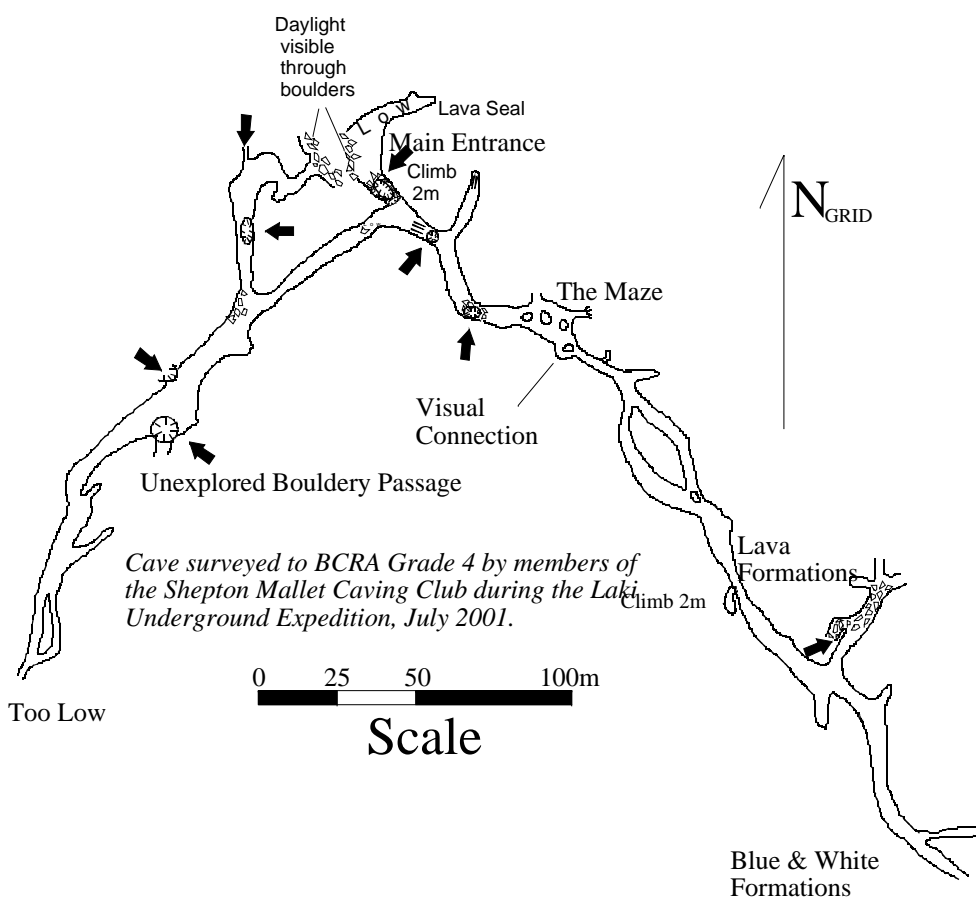 Daylight
visible
through
boulders
Low
Lava Seal
Main Entrance
Climb
2m
N GRID
The Maze
Visual
Connection
Unexplored Bouldery Passage
Cave surveyed to BCRA Grade 4 by members of
the Shepton Mallet Caving Club during the Laki
Underground Expedition, July 2001.
Lava
Formations
Climb 2m
0 25 50 100m
Scale
Too Low
Blue & White
Formations